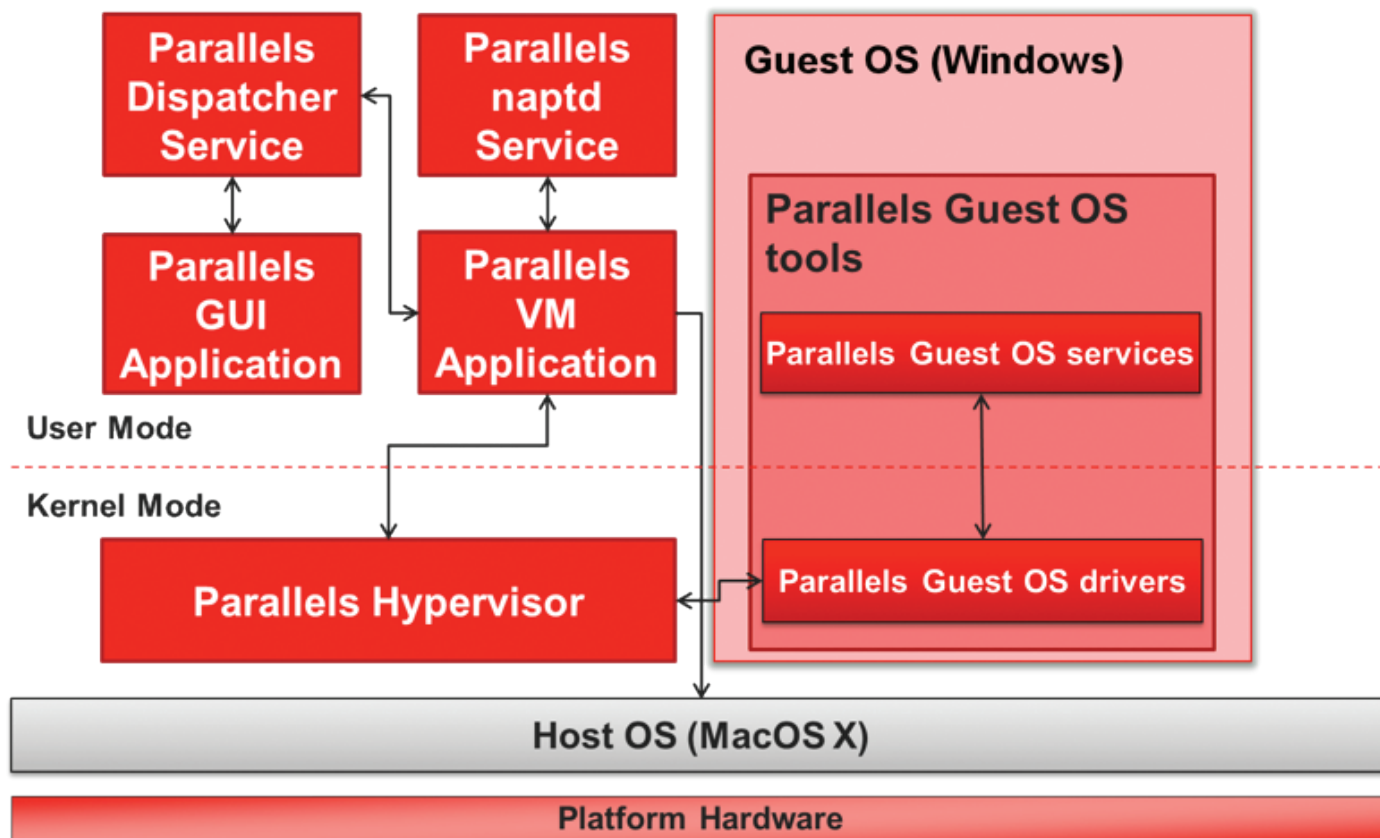 Parallels
Dispatcher
Service
Parallels
naptd
Service
Guest OS (Windows)
Parallels Guest OS
tools
Parallels
GUI
Application
Parallels
VM
Application
Parallels Guest OS services
User Mode
Kernel Mode
Parallels Hypervisor
Parallels Guest OS drivers
Host OS (MacOS X)
Platform Hardware